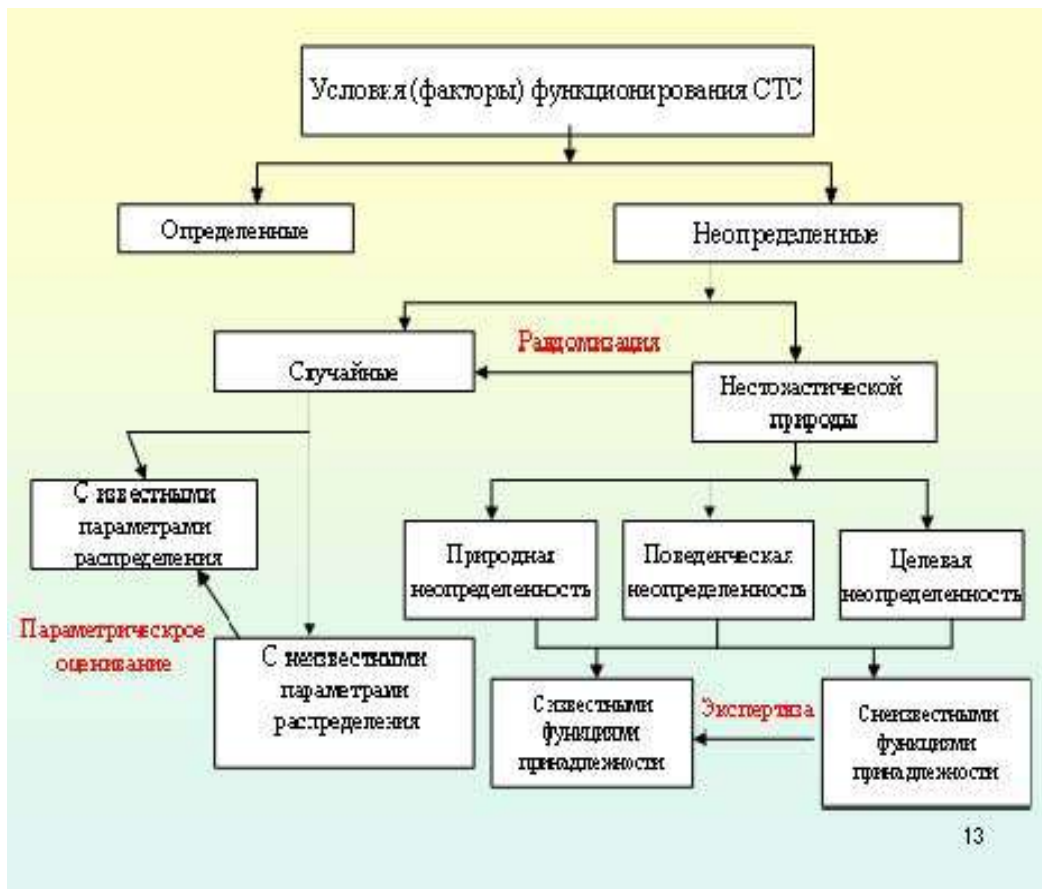 Условия (факторы) функционирования СТС
Определенные
Неопределенные
Рандомизация
Случайные
Нестохастической
природы
С известными
параметрами
распределения
Природная
неопределенность
Поведенческая
неопределенность
Целевая
неопределенность
Параметрическрое
оценивание
С неизвестными
параметрами
распределения
С известными
функциями
принадлежности
Экспертиза
С неизвестными
функциями
принадлежности
13